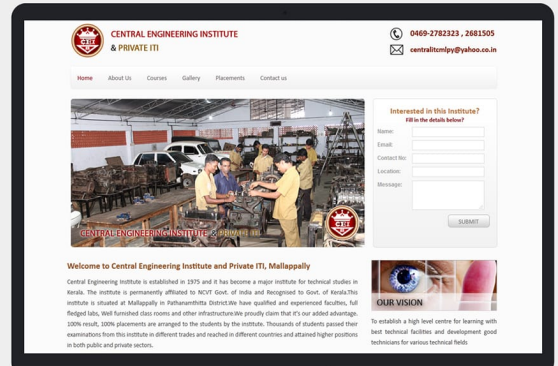 CENTRAL ENGINEERING INSTITUTE
& PRIVATE ITI
0469-2782323 , 2681505
centralitcmlpy@yahoo.co.in
Home About Us Courses Gallery Placements Contact us
CENTRAL ENGINEERING INSTITUTE & PRIVATE ITI
Interested in this Institute?
Fill in the details below?
Name:
Email:
Contact No:
Location:
Message:
SUBMIT
Welcome to Central Engineering Institute and Private ITI, Mallappally
Central Engineering Institute is established in 1975 and it has become a major institute for technical studies in
Kerala. The institute is permanently affiliated to NCVT Govt. of India and Recognised to Govt. of Kerala.This
institute is situated at Mallappally in Pathanamthitta District.We have qualified and experienced faculties, full
fledged labs, Well furnished class rooms and other infrastructure.We proudly claim that it's our added advantage.
100% result, 100% placements are arranged to the students by the institute. Thousands of students passed their
examinations from this institute in different trades and reached in different countries and attained higher positions
in both public and private sectors.
OUR VISION
To establish a high level centre for learning with
best technical facilities and development good
technicians for various technical fields